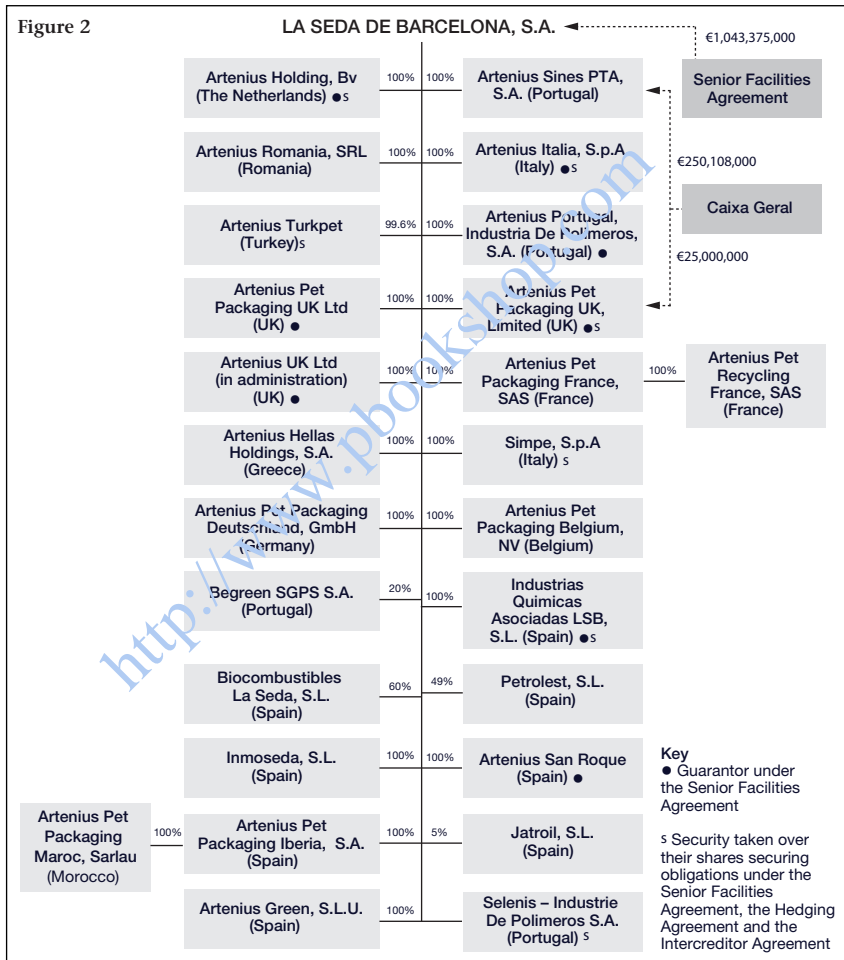 Figure 2
LA SEDA DE BARCELONA, S.A.
€1,043,375,000
Senior Facilities
Agreement
€250,108,000
Caixa Geral
€25,000,000
Artenius Holding, Bv
(The Netherlands) ●s
100%
100%
Artenius Sines PTA,
S.A. (Portugal)
Artenius Romania, SRL
(Romania)
100%
100%
Artenius Italia, S.p.A
(Italy) ●s
Artenius Turkpet
(Turkey)s
99.6%
100%
Artenius Portugal,
Industria De Polimeros,
S.A. (Portugal) ●
Artenius Pet
Packaging UK Ltd
(UK) ●
100%
100%
Artenius Pet
Packaging UK,
Limited (UK) ●s
Artenius UK Ltd
(in administration)
(UK) ●
100%
100%
Artenius Pet
Packaging France,
SAS (France)
100%
Artenius Pet
Recycling
France, SAS
(France)
Artenius Hellas
Holdings, S.A.
(Greece)
100%
100%
Simpe, S.p.A
(Italy) s
Artenius Pet Packaging
Deutschland, GmbH
(Germany)
100%
100%
Artenius Pet
Packaging Belgium,
NV (Belgium)
Begreen SGPS S.A.
(Portugal)
20%
100%
Industrias
Quimicas
Asociadas LSB,
S.L. (Spain) ●s
Biocombustibles
La Seda, S.L.
(Spain)
60%
49%
Petrolest, S.L.
(Spain)
Inmoseda, S.L.
(Spain)
100%
100%
Artenius San Roque
(Spain) ●
Artenius Pet
Packaging
Maroc, Sarlau
(Morocco)
100%
Artenius Pet
Packaging Iberia, S.A.
(Spain)
100%
5%
Jatroil, S.L.
(Spain)
Artenius Green, S.L.U.
(Spain)
100%
Selenis – Industrie
De Polimeros S.A.
(Portugal) s
Key
● Guarantor under
the Senior Facilities
Agreement
s Security taken over
their shares securing
obligations under the
Senior Facilities
Agreement, the Hedging
Agreement and the
Intercreditor Agreement
http://www.pbookshop.com